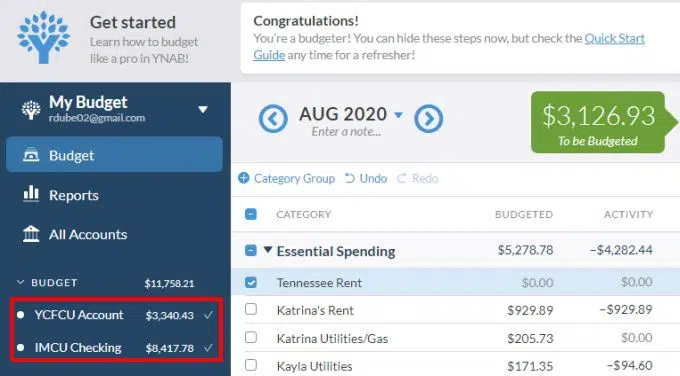 Get started
Learn how to budget
like a pro in YNAB!
Congratulations!
You're a budgeter! You can hide these steps now, but check the Quick Start
Guide any time for a refresher!
My Budget
rdube02@gmail.com
Budget
Reports
All Accounts
BUDGET $11,758.21
YCFCU Account $3,340.43
IMCU Checking $8,417.78
AUG 2020
Enter a note...
$3,126.93
To be Budgeted
Category Group Undo Redo
CATEGORY BUDGETED ACTIVITY
Essential Spending $5,278.78 −$4,282.44
Tennessee Rent $0.00 $0.00
Katrina's Rent $929.89 −$929.89
Katrina Utilities/Gas $205.73 $0.00
Kayla Utilities $171.35 −$94.60